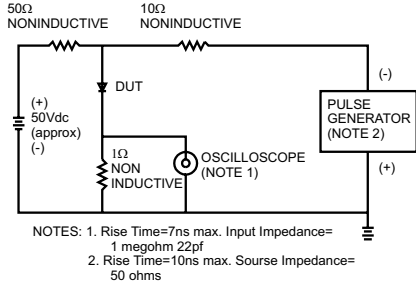 50Ω
NONINDUCTIVE
10Ω
NONINDUCTIVE
DUT
(+)
50Vdc
(approx)
(-)
1Ω
NON
INDUCTIVE
OSCILLOSCOPE
(NOTE 1)
(-)
PULSE
GENERATOR
(NOTE 2)
(+)
NOTES: 1. Rise Time=7ns max. Input Impedance=
1 megohm 22pf
2. Rise Time=10ns max. Sourse Impedance=
50 ohms